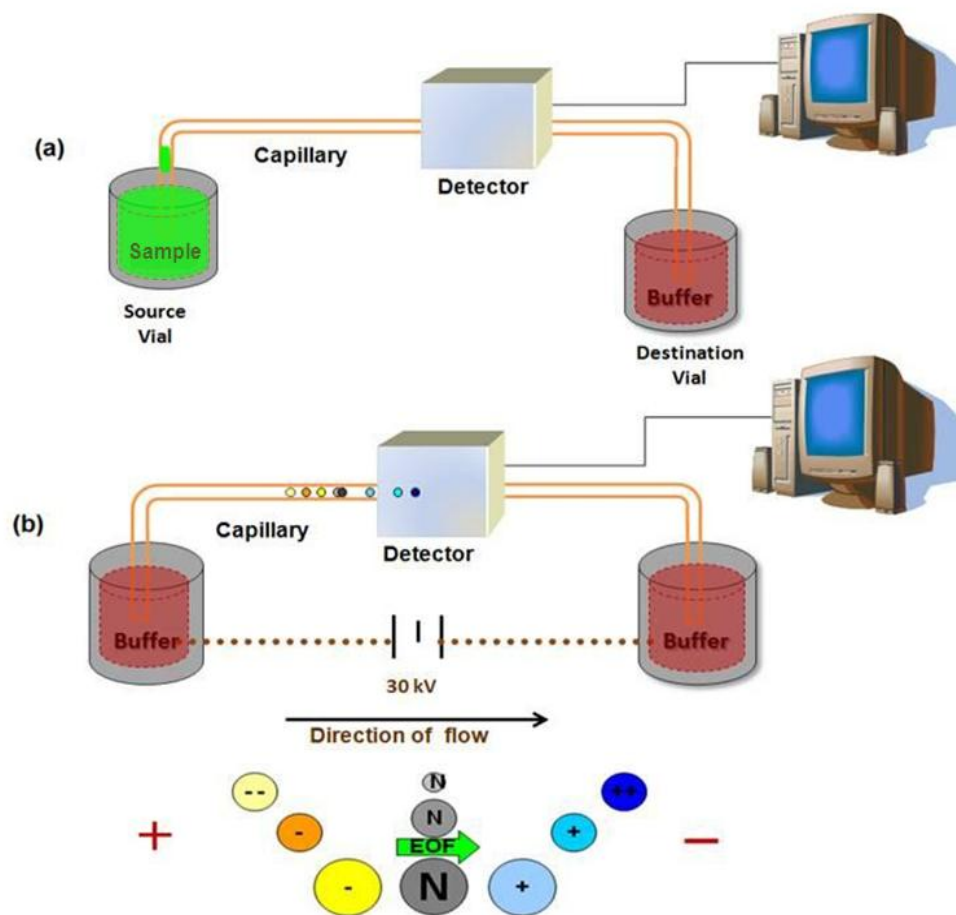 (a)
Capillary
Detector
Sample
Source
Vial
Buffer
Destination
Vial
(b)
Capillary
Detector
Buffer
Buffer
30 kV
Direction of flow
N
--
++
-
N
+
EOF
+
−
-
N
+